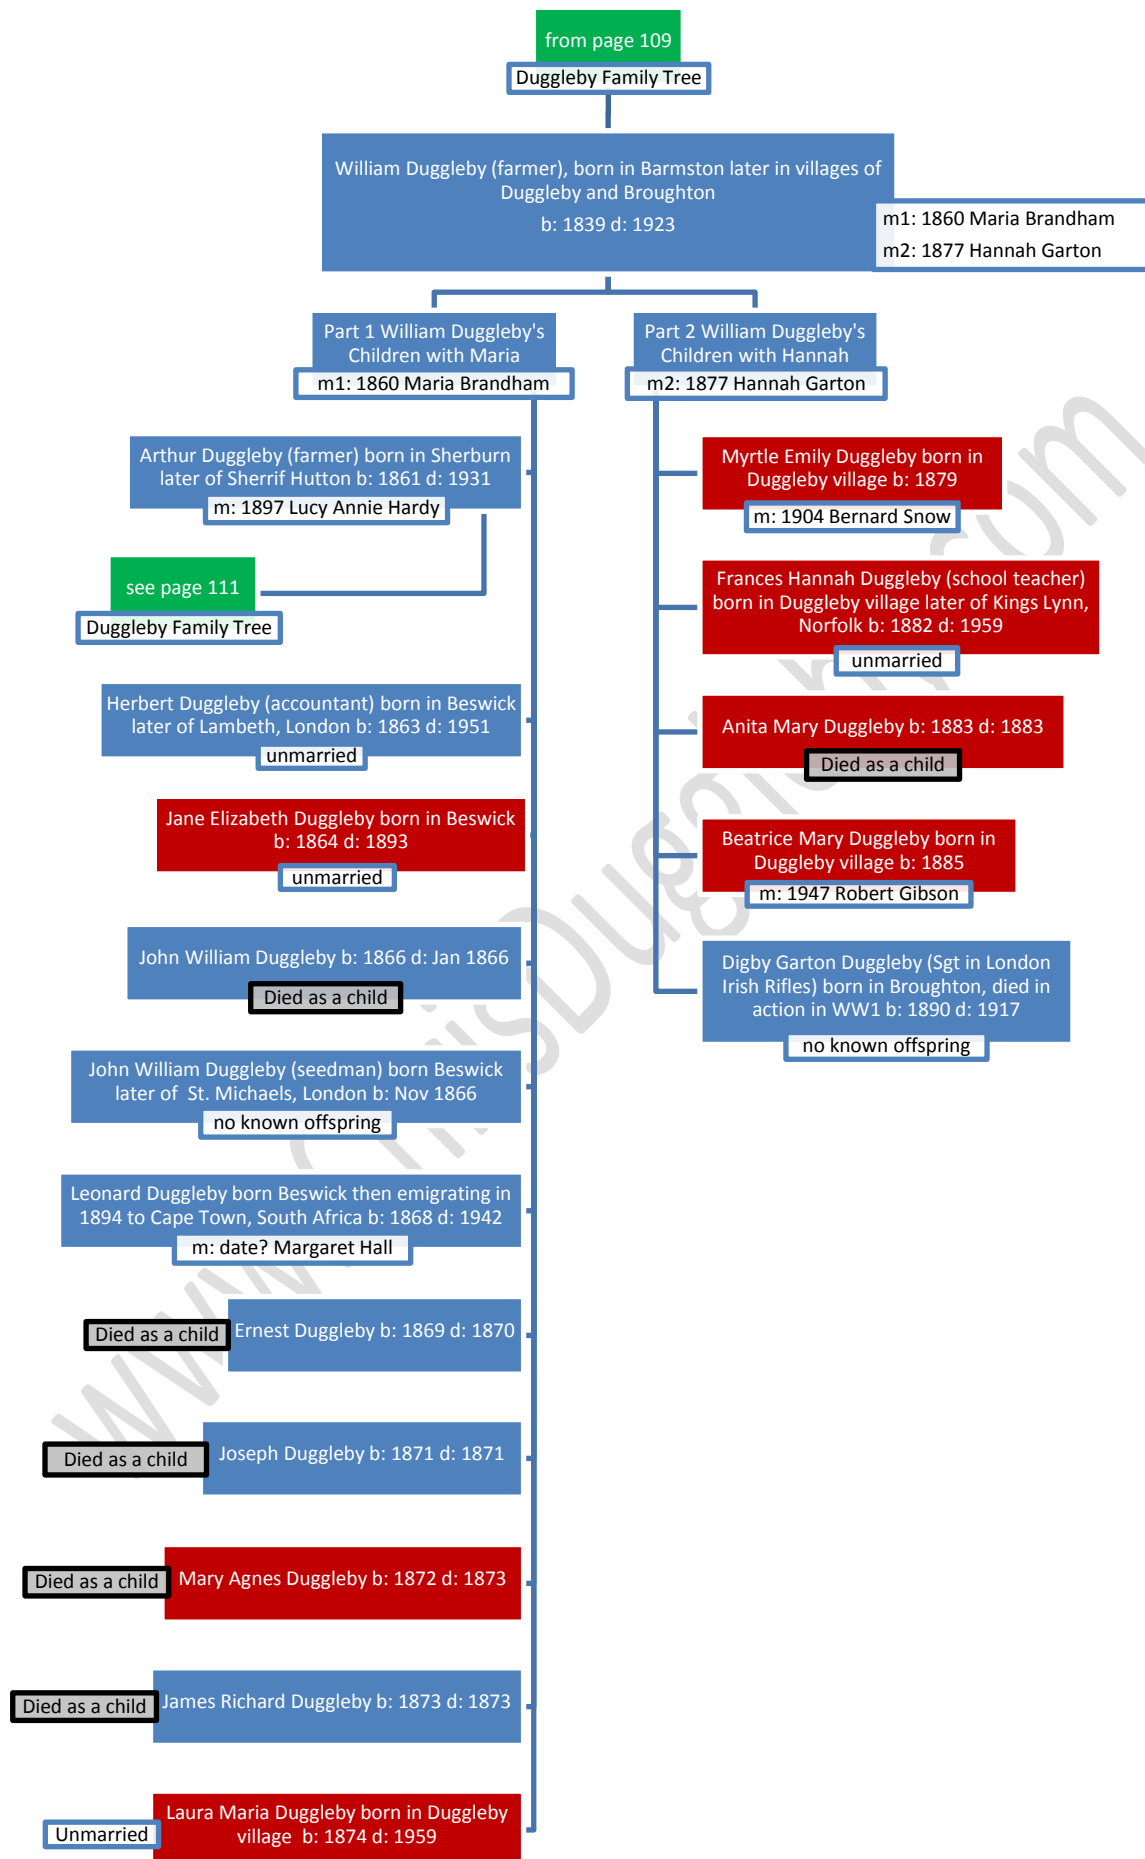 from page 109
Duggleby Family Tree
William Duggleby (farmer), born in Barmston later in villages of
Duggleby and Broughton
b: 1839 d: 1923
m1: 1860 Maria Brandham
m2: 1877 Hannah Garton
Part 1 William Duggleby's
Children with Maria
m1: 1860 Maria Brandham
Part 2 William Duggleby's
Children with Hannah
m2: 1877 Hannah Garton
Arthur Duggleby (farmer) born in Sherburn
later of Sherrif Hutton b: 1861 d: 1931
m: 1897 Lucy Annie Hardy
see page 111
Duggleby Family Tree
Herbert Duggleby (accountant) born in Beswick
later of Lambeth, London b: 1863 d: 1951
unmarried
Jane Elizabeth Duggleby born in Beswick
b: 1864 d: 1893
unmarried
John William Duggleby b: 1866 d: Jan 1866
Died as a child
John William Duggleby (seedman) born Beswick
later of St. Michaels, London b: Nov 1866
no known offspring
Leonard Duggleby born Beswick then emigrating in
1894 to Cape Town, South Africa b: 1868 d: 1942
m: date? Margaret Hall
Died as a child
Ernest Duggleby b: 1869 d: 1870
Died as a child
Joseph Duggleby b: 1871 d: 1871
Died as a child
Mary Agnes Duggleby b: 1872 d: 1873
Died as a child
James Richard Duggleby b: 1873 d: 1873
Unmarried
Laura Maria Duggleby born in Duggleby
village b: 1874 d: 1959
Myrtle Emily Duggleby born in
Duggleby village b: 1879
m: 1904 Bernard Snow
Frances Hannah Duggleby (school teacher)
born in Duggleby village later of Kings Lynn,
Norfolk b: 1882 d: 1959
unmarried
Anita Mary Duggleby b: 1883 d: 1883
Died as a child
Beatrice Mary Duggleby born in
Duggleby village b: 1885
m: 1947 Robert Gibson
Digby Garton Duggleby (Sgt in London
Irish Rifles) born in Broughton, died in
action in WW1 b: 1890 d: 1917
no known offspring
www.ChrisDuggleby.com